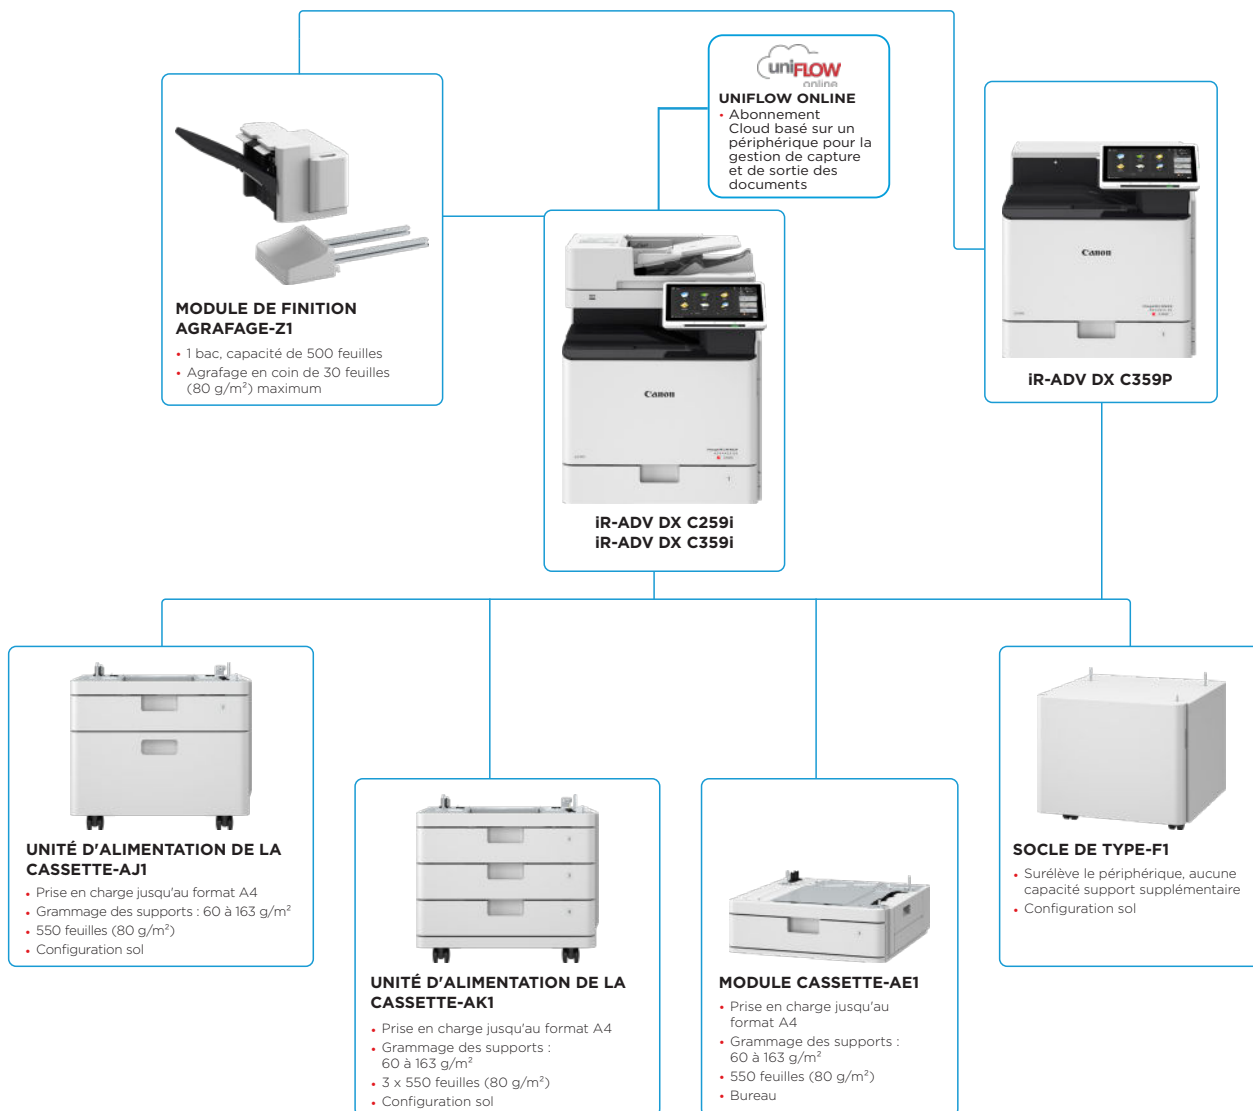 uniFLOW
online
UNIFLOW ONLINE
• Abonnement
Cloud basé sur un
périphérique pour la
gestion de capture
et de sortie des
documents
MODULE DE FINITION
AGRAFAGE-Z1
• 1 bac, capacité de 500 feuilles
• Agrafage en coin de 30 feuilles
(80 g/m²) maximum
Canon
iR-ADV DX C259i
iR-ADV DX C359i
Canon
iR-ADV DX C359P
UNITÉ D'ALIMENTATION DE LA
CASSETTE-AJ1
• Prise en charge jusqu'au format A4
• Grammage des supports : 60 à 163 g/m²
• 550 feuilles (80 g/m²)
• Configuration sol
UNITÉ D'ALIMENTATION DE LA
CASSETTE-AK1
• Prise en charge jusqu'au format A4
• Grammage des supports :
60 à 163 g/m²
• 3 x 550 feuilles (80 g/m²)
• Configuration sol
MODULE CASSETTE-AE1
• Prise en charge jusqu'au
format A4
• Grammage des supports :
60 à 163 g/m²
• 550 feuilles (80 g/m²)
• Bureau
SOCLE DE TYPE-F1
• Surélève le périphérique, aucune
capacité support supplémentaire
• Configuration sol